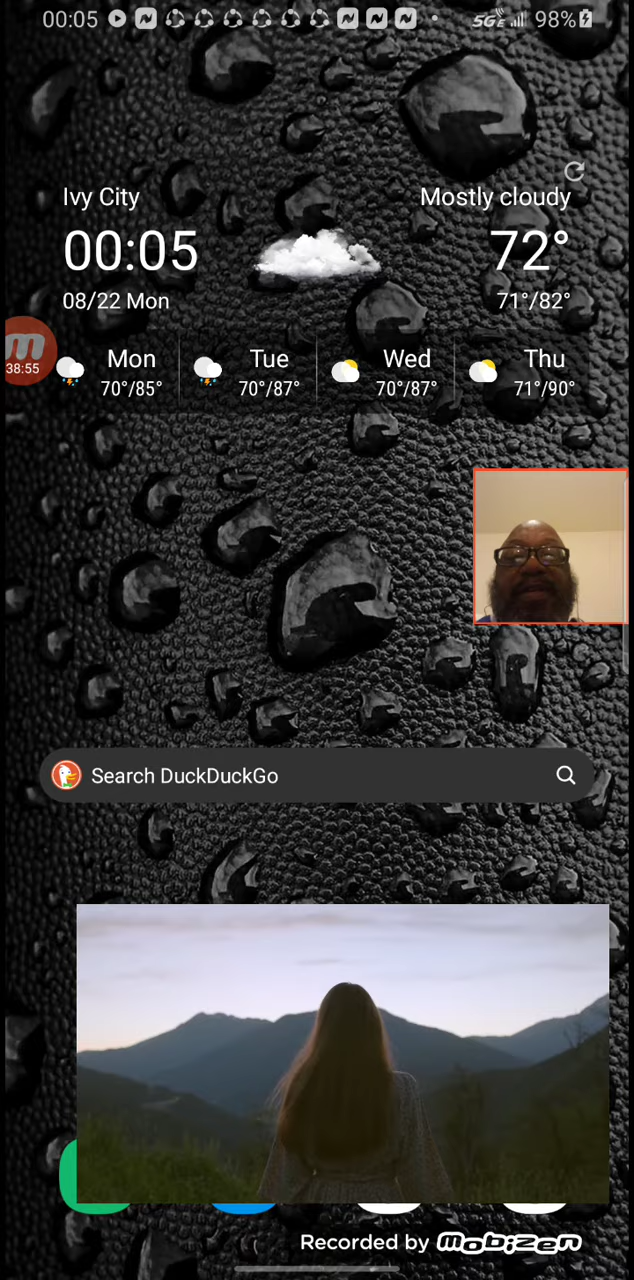 00:05
5GE 98%
Ivy City
Mostly cloudy
00:05
72°
08/22 Mon
71°/82°
m
38:55
Mon
70°/85°
Tue
70°/87°
Wed
70°/87°
Thu
71°/90°
Search DuckDuckGo
Recorded by mobizen